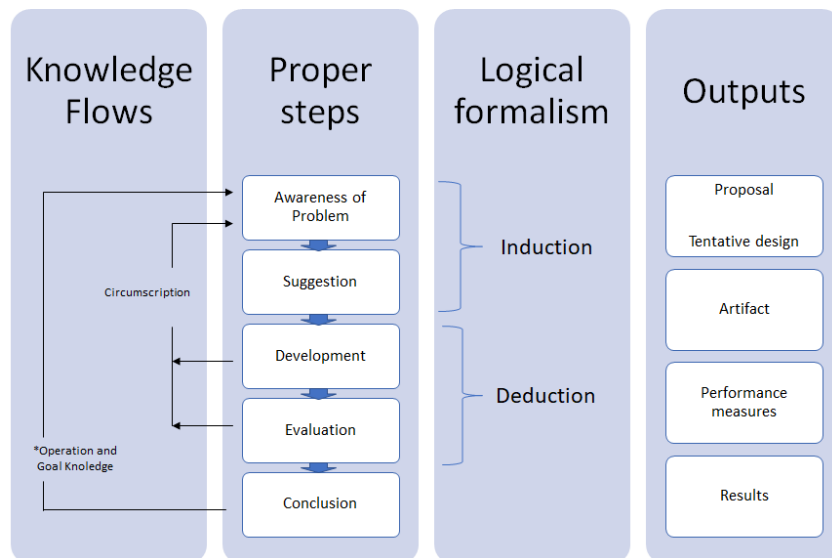 Knowledge
Flows
Circumscription
*Operation and
Goal Knoledge
Proper
steps
Awareness of
Problem
Suggestion
Development
Evaluation
Conclusion
Logical
formalism
Induction
Deduction
Outputs
Proposal
Tentative design
Artifact
Performance
measures
Results